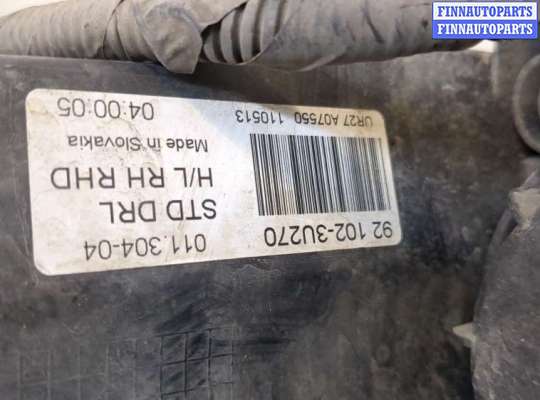 FINNAUTOPARTS
FINNAUTOPARTS
92 102-3U270
011.304-04
STD DRL
H/L RH RHD
Made in Slovakia
UR27 A07550 110513
04:00:05